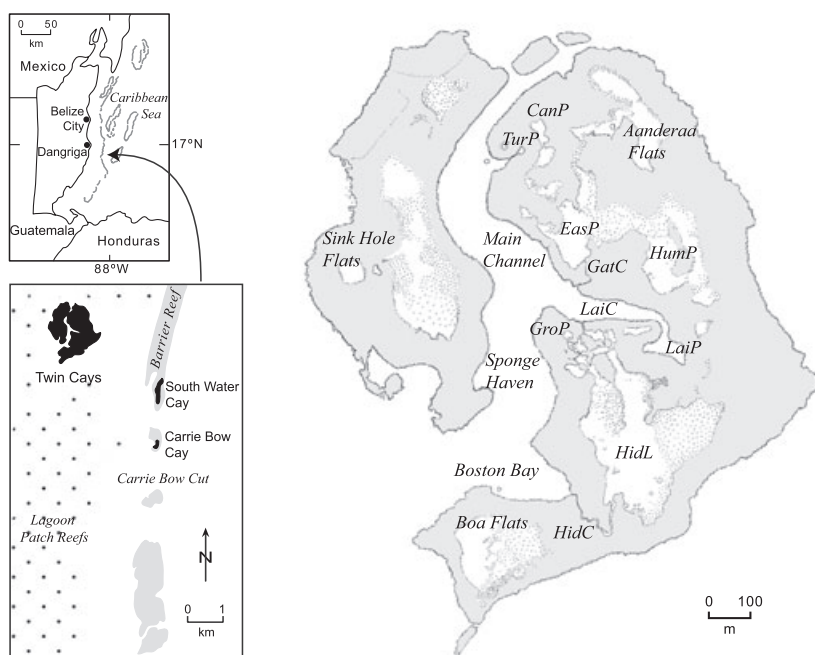 0 50
km
Mexico
Caribbean
Sea
Belize
City
Dangriga
17°N
Guatemala
Honduras
88°W
Barrier Reef
Twin Cays
South Water
Cay
Carrie Bow
Cay
Carrie Bow Cut
Lagoon
Patch Reefs
N
0 1
km
CanP
TurP
Aanderaa
Flats
EasP
Sink Hole
Flats
Main
Channel
HumP
GatC
LaiC
GroP
LaiP
Sponge
Haven
HidL
Boston Bay
Boa Flats
HidC
0 100
m